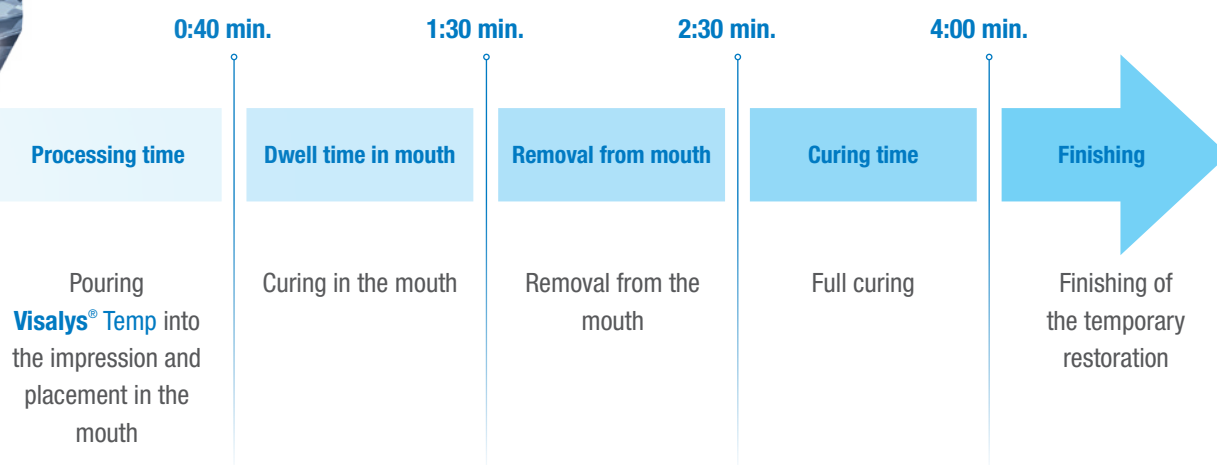 0:40 min.
1:30 min.
2:30 min.
4:00 min.
Processing time
Dwell time in mouth
Removal from mouth
Curing time
Finishing
Pouring
Visalys® Temp into
the impression and
placement in the
mouth
Curing in the mouth
Removal from the
mouth
Full curing
Finishing of
the temporary
restoration